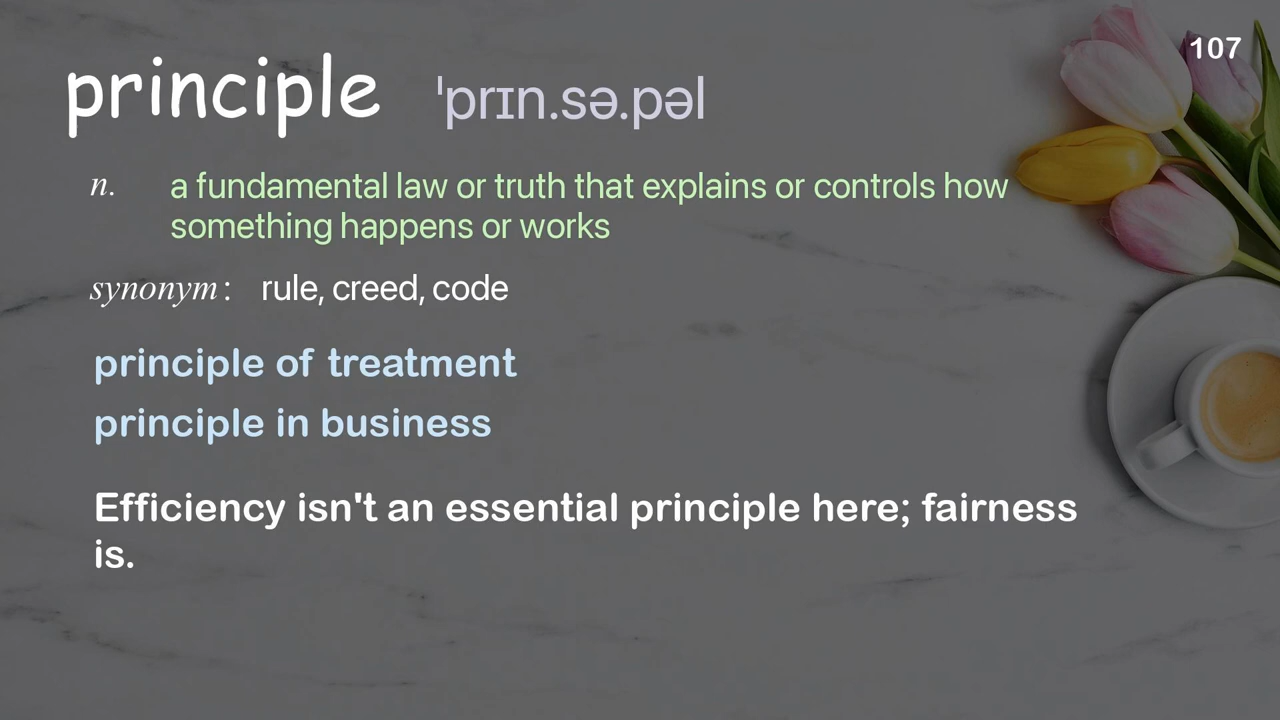 107
principle ˈprɪn.sə.pəl
n. a fundamental law or truth that explains or controls how
something happens or works
synonym: rule, creed, code
principle of treatment
principle in business
Efficiency isn't an essential principle here; fairness
is.